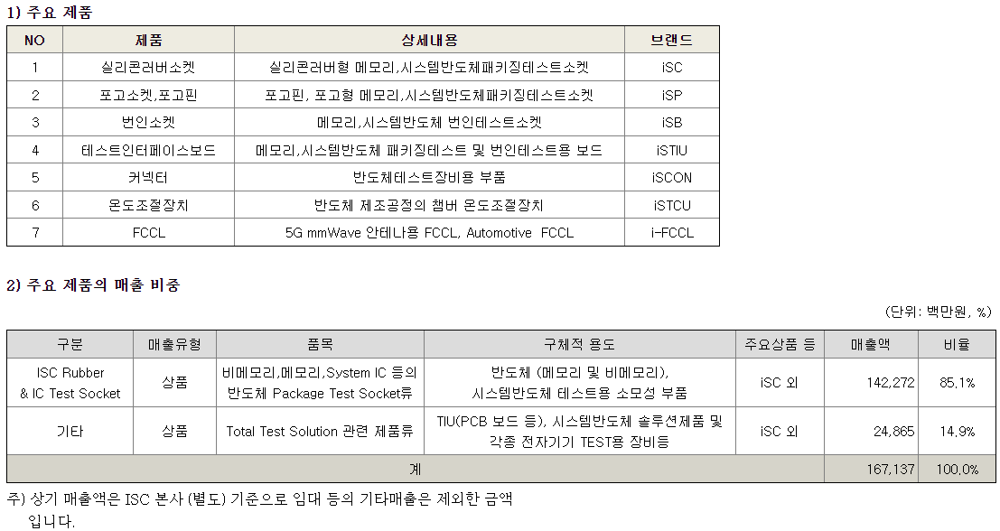 1) 주요 제품
NO 제품 상세내용 브랜드
1 실리콘러버소켓 실리콘러버형 메모리,시스템반도체패키징테스트소켓 iSC
2 포고소켓,포고핀 포고핀, 포고형 메모리,시스템반도체패키징테스트소켓 iSP
3 번인소켓 메모리,시스템반도체 번인테스트소켓 iSB
4 테스트인터페이스보드 메모리,시스템반도체 패키징테스트 및 번인테스트용 보드 iSTIU
5 커넥터 반도체테스트장비용 부품 iSCON
6 온도조절장치 반도체 제조공정의 챔버 온도조절장치 iSTCU
7 FCCL 5G mmWave 안테나용 FCCL, Automotive FCCL i-FCCL
2) 주요 제품의 매출 비중
(단위: 백만원, %)
구분 매출유형 품목 구체적 용도 주요상품 등 매출액 비율
ISC Rubber
& IC Test Socket
상품
비메모리,메모리,System IC 등의
반도체 Package Test Socket류
반도체 (메모리 및 비메모리),
시스템반도체 테스트용 소모성 부품
iSC 외 142,272 85.1%
기타 상품 Total Test Solution 관련 제품류
TIU(PCB 보드 등), 시스템반도체 솔루션제품 및
각종 전자기기 TEST용 장비등
iSC 외 24,865 14.9%
계 167,137 100.0%
주) 상기 매출액은 ISC 본사 (별도) 기준으로 임대 등의 기타매출은 제외한 금액
입니다.